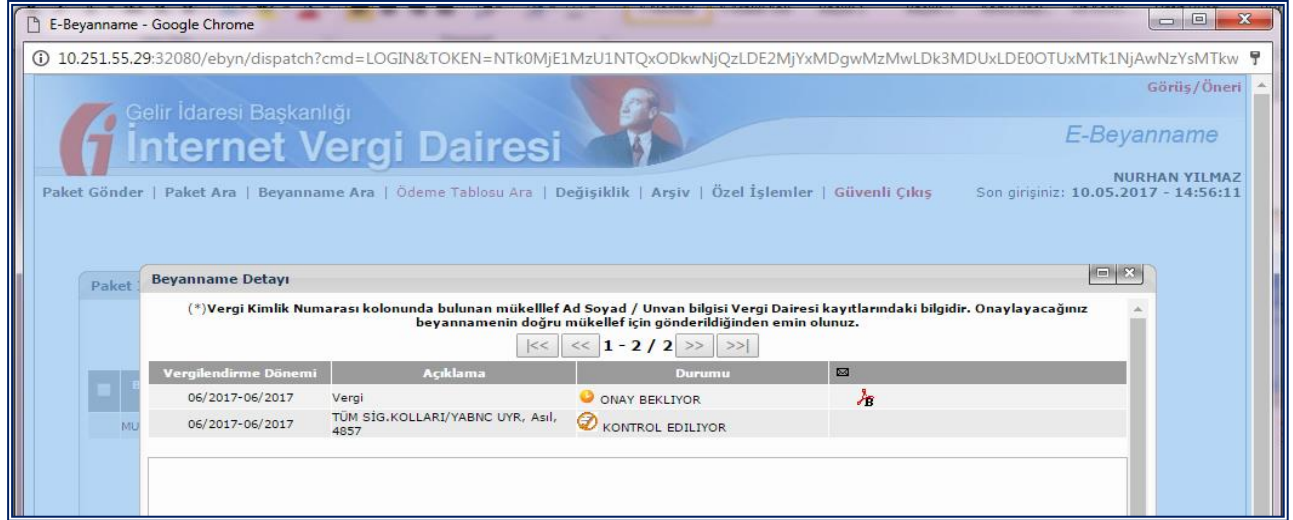 E-Beyanname - Google Chrome
10.251.55.29:32080/ebyn/dispatch?cmd=LOGIN&TOKEN=NTk0MjE1MzU1NTQxODkwNjQzLDE2MjYxMDgwMzMwLDk3MDUxLDE0OTUxMTk1NjAwNzYsMTkw
Görüş/Öneri
Gelir İdaresi Başkanlığı
İnternet Vergi Dairesi
E-Beyanname
NURHAN YILMAZ
Paket Gönder | Paket Ara | Beyanname Ara | Ödeme Tablosu Ara | Değişiklik | Arşiv | Özel İşlemler | Güvenli Çıkış Son girişiniz: 10.05.2017 - 14:56:11
Paket
Beyanname Detayı
(*)Vergi Kimlik Numarası kolonunda bulunan mükelllef Ad Soyad / Unvan bilgisi Vergi Dairesi kayıtlarındaki bilgidir. Onaylayacağınız
beyannamenin doğru mükellef için gönderildiğinden emin olunuz.
|<< << 1 - 2 / 2 >> >>|
Vergilendirme Dönemi Açıklama Durumu
06/2017-06/2017 Vergi ONAY BEKLIYOR
06/2017-06/2017 TÜM SİG.KOLLARI/YABNC UYR, Asıl, 4857 KONTROL EDILIYOR
MU